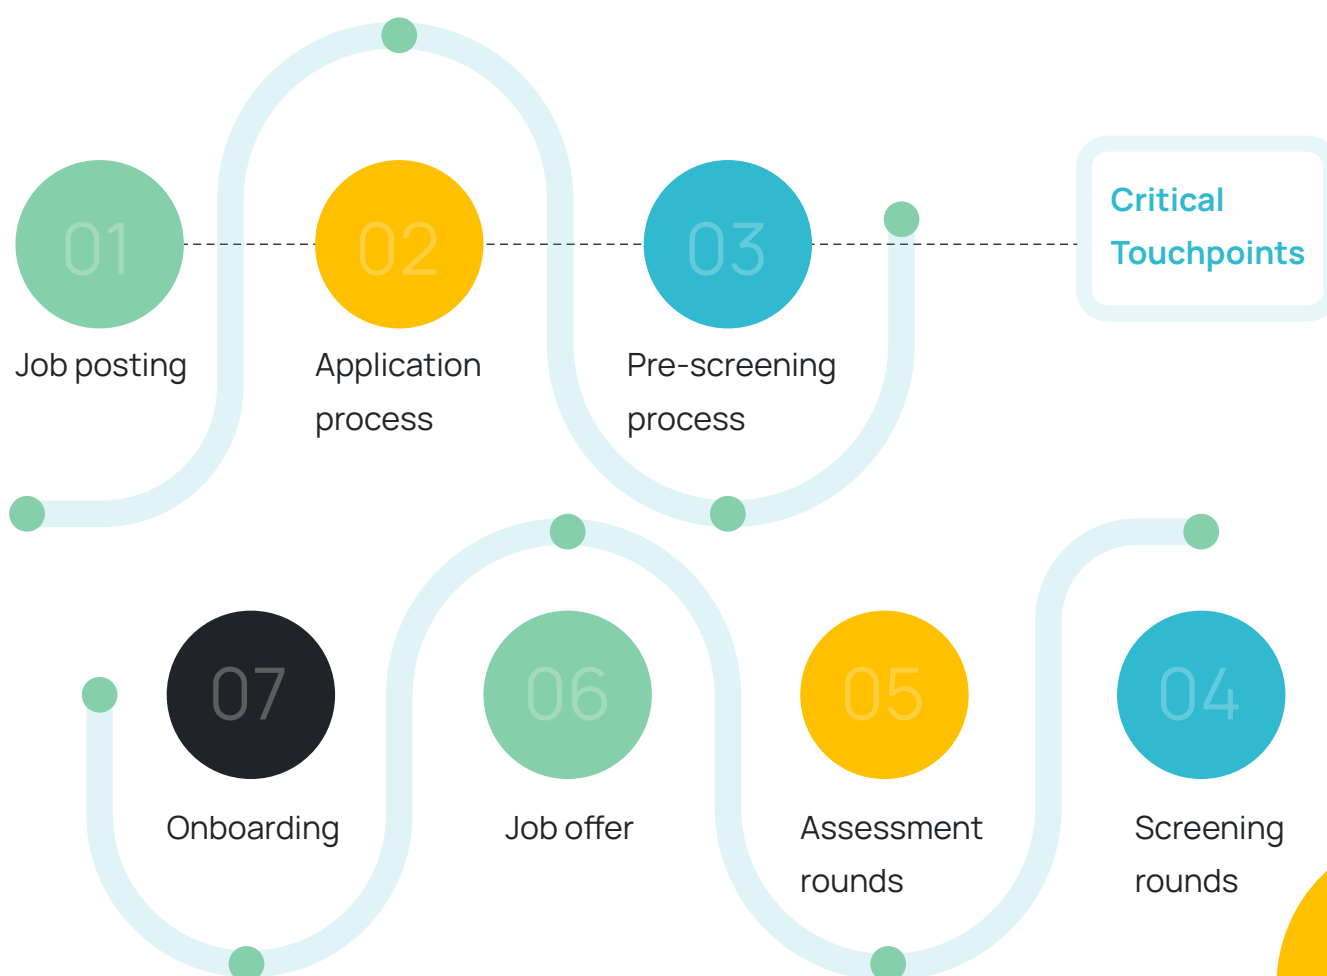 01
02
03
Critical
Touchpoints
Job posting
Application
process
Pre-screening
process
07
06
05
04
Onboarding
Job offer
Assessment
rounds
Screening
rounds